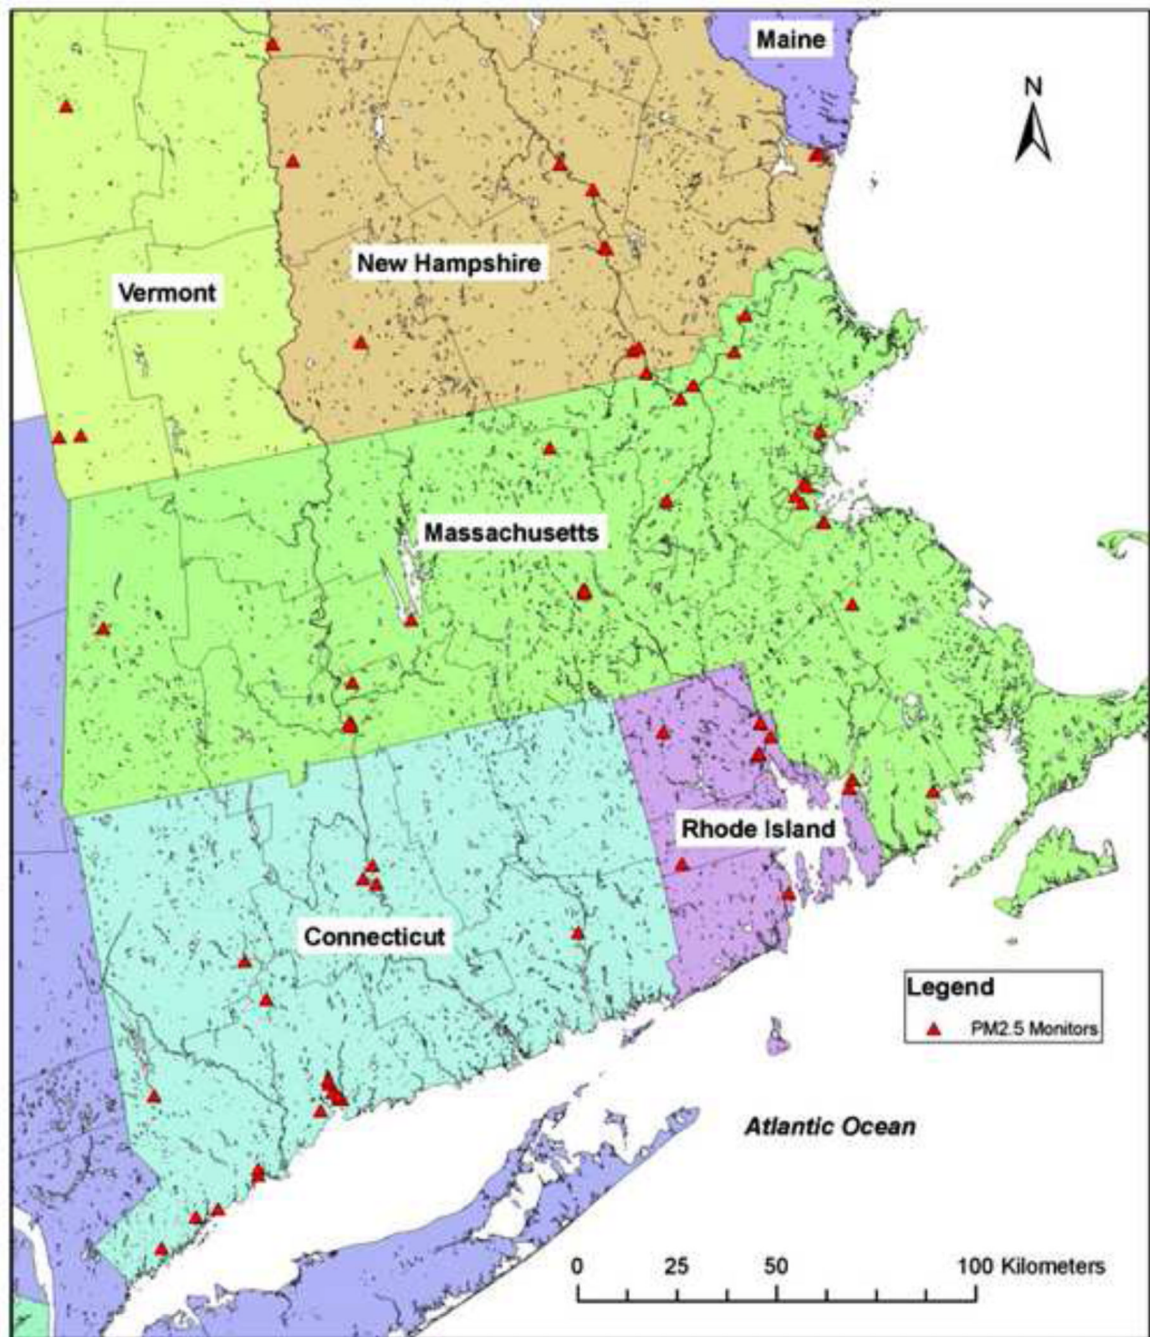 Maine
N
New Hampshire
Vermont
Massachusetts
Rhode Island
Connecticut
Legend
PM2.5 Monitors
Atlantic Ocean
0 25 50 100 Kilometers